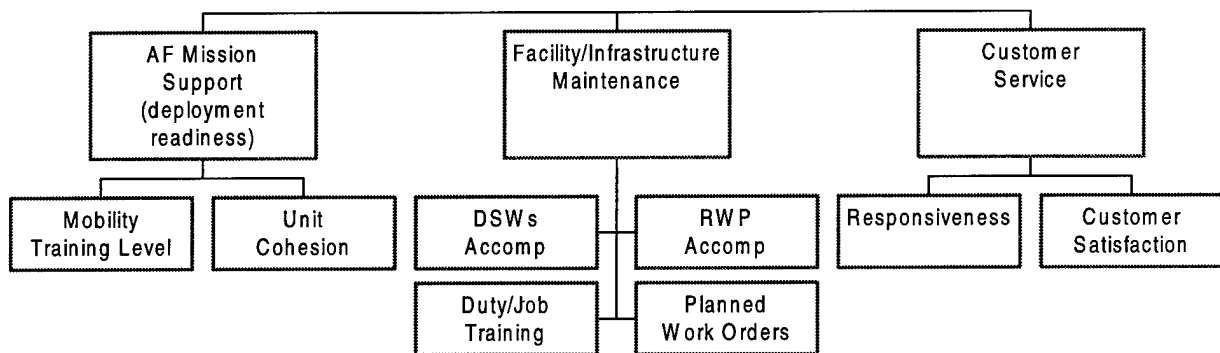 AF Mission
Support
(deployment
readiness)
Facility/Infrastructure
Maintenance
Customer
Service
Mobility
Training Level
Unit
Cohesion
DSWs
Accomp
RWP
Accomp
Duty/Job
Training
Planned
Work Orders
Responsiveness
Customer
Satisfaction